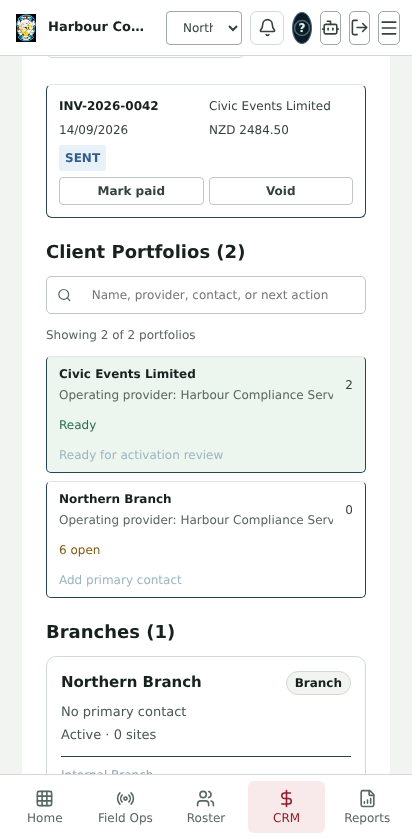 Harbour Co...
North
?
INV-2026-0042
Civic Events Limited
14/09/2026
NZD 2484.50
SENT
Mark paid
Void
Client Portfolios (2)
Name, provider, contact, or next action
Showing 2 of 2 portfolios
Civic Events Limited
2
Operating provider: Harbour Compliance Serv
Ready
Ready for activation review
Northern Branch
0
Operating provider: Harbour Compliance Serv
6 open
Add primary contact
Branches (1)
Northern Branch
Branch
No primary contact
Active · 0 sites
Internal Branch
Home
Field Ops
Roster
CRM
Reports